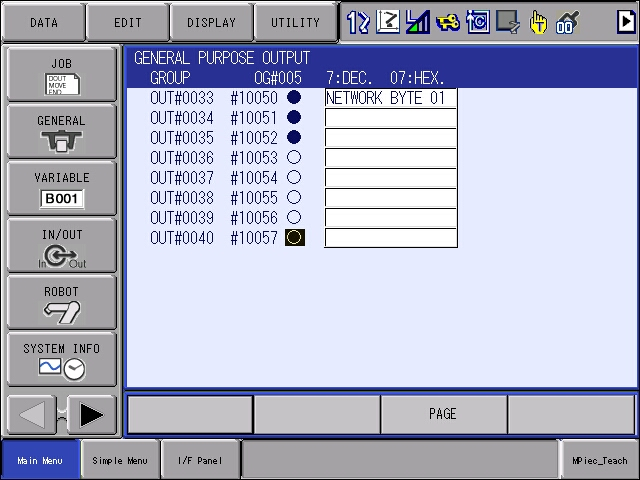 DATA EDIT DISPLAY UTILITY
JOB
DOUT
MOVE
END
GENERAL
VARIABLE
B001
IN/OUT
In Out
ROBOT
SYSTEM INFO
GENERAL PURPOSE OUTPUT
GROUP OG#005 7:DEC. 07:HEX.
OUT#0033 #10050 NETWORK BYTE 01
OUT#0034 #10051
OUT#0035 #10052
OUT#0036 #10053
OUT#0037 #10054
OUT#0038 #10055
OUT#0039 #10056
OUT#0040 #10057
PAGE
Main Menu Simple Menu I/F Panel MPiec_Teach